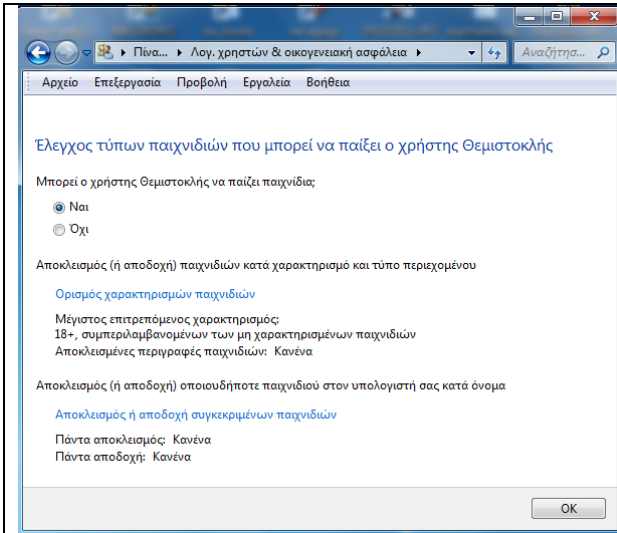 Πίνα... ▸ Λογ. χρηστών & οικογενειακή ασφάλεια ▸ Αναζήτησ...
Αρχείο Επεξεργασία Προβολή Εργαλεία Βοήθεια
Έλεγχος τύπων παιχνιδιών που μπορεί να παίξει ο χρήστης Θεμιστοκλής
Μπορεί ο χρήστης Θεμιστοκλής να παίζει παιχνίδια;
Ναι
Όχι
Αποκλεισμός (ή αποδοχή) παιχνιδιών κατά χαρακτηρισμό και τύπο περιεχομένου
Ορισμός χαρακτηρισμών παιχνιδιών
Μέγιστος επιτρεπόμενος χαρακτηρισμός:
18+, συμπεριλαμβανομένων των μη χαρακτηρισμένων παιχνιδιών
Αποκλεισμένες περιγραφές παιχνιδιών: Κανένα
Αποκλεισμός (ή αποδοχή) οποιουδήποτε παιχνιδιού στον υπολογιστή σας κατά όνομα
Αποκλεισμός ή αποδοχή συγκεκριμένων παιχνιδιών
Πάντα αποκλεισμός: Κανένα
Πάντα αποδοχή: Κανένα
OK